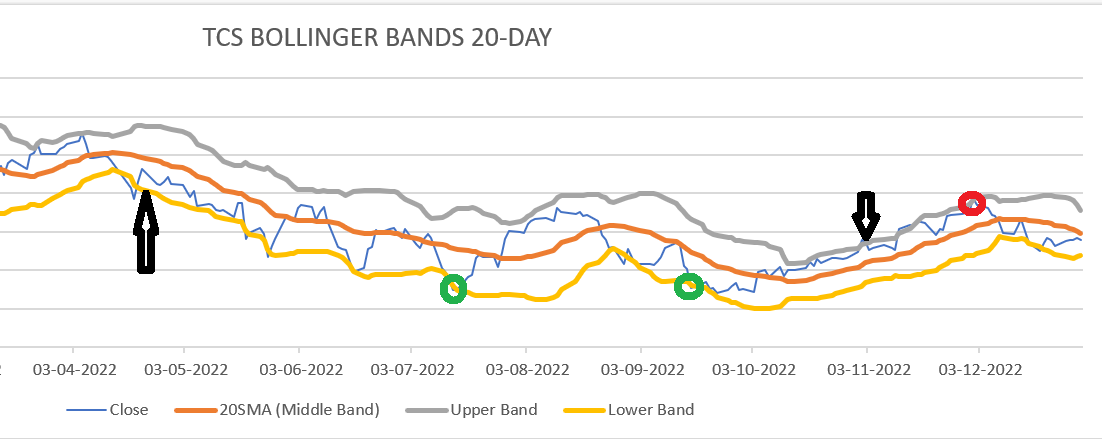 TCS BOLLINGER BANDS 20-DAY
2 03-04-2022 03-05-2022 03-06-2022 03-07-2022 03-08-2022 03-09-2022 03-10-2022 03-11-2022 03-12-2022
Close 20SMA (Middle Band) Upper Band Lower Band